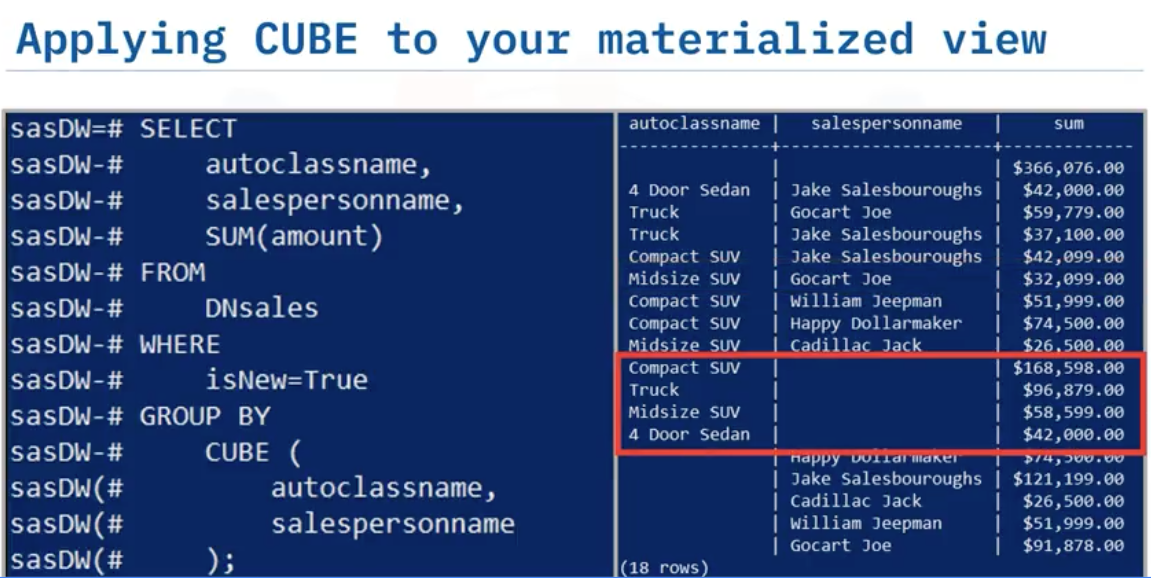 Applying CUBE to your materialized view
sasDW=# SELECT
sasDW-#     autoclassname,
sasDW-#     salespersonname,
sasDW-#     SUM(amount)
sasDW-# FROM
sasDW-#     DNsales
sasDW-# WHERE
sasDW-#     isNew=True
sasDW-# GROUP BY
sasDW-#     CUBE (
sasDW(#         autoclassname,
sasDW(#         salespersonname
sasDW(#     );
autoclassname | salespersonname | sum
---------------+---------------------+-------------
 | | $366,076.00
4 Door Sedan | Jake Salesbouroughs | $42,000.00
Truck | Gocart Joe | $59,779.00
Truck | Jake Salesbouroughs | $37,100.00
Compact SUV | Jake Salesbouroughs | $42,099.00
Midsize SUV | Gocart Joe | $32,099.00
Compact SUV | William Jeepman | $51,999.00
Compact SUV | Happy Dollarmaker | $74,500.00
Midsize SUV | Cadillac Jack | $26,500.00
Compact SUV | | $168,598.00
Truck | | $96,879.00
Midsize SUV | | $58,599.00
4 Door Sedan | | $42,000.00
 | Happy Dollarmaker | $74,500.00
 | Jake Salesbouroughs | $121,199.00
 | Cadillac Jack | $26,500.00
 | William Jeepman | $51,999.00
 | Gocart Joe | $91,878.00
(18 rows)